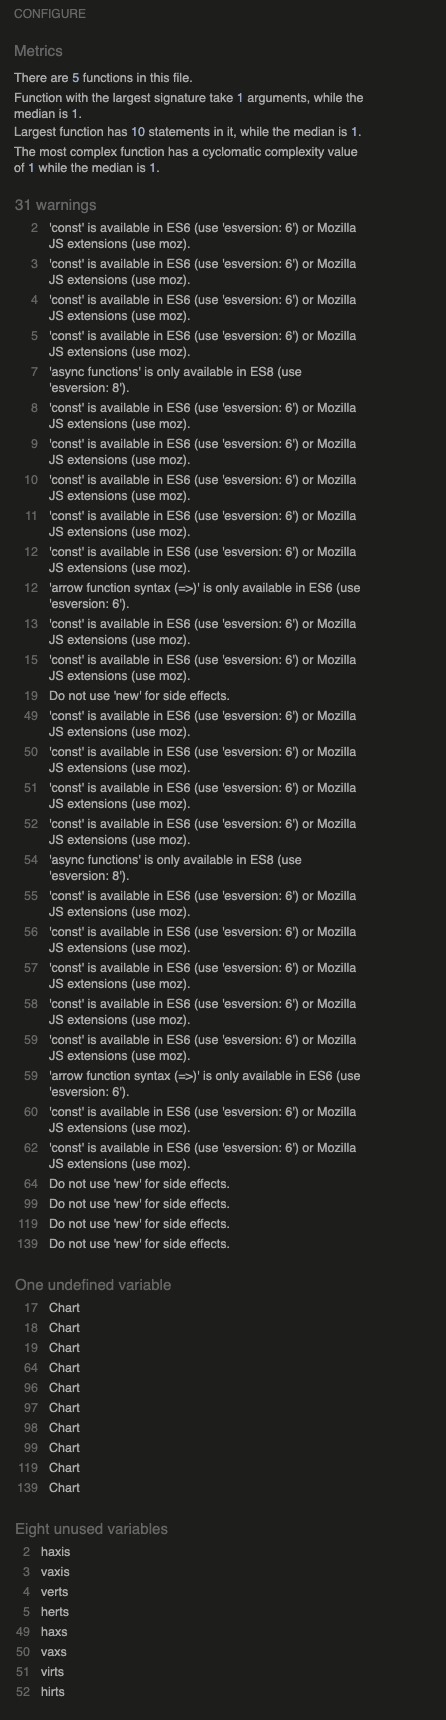 CONFIGURE
Metrics
There are 5 functions in this file.
Function with the largest signature take 1 arguments, while the
median is 1.
Largest function has 10 statements in it, while the median is 1.
The most complex function has a cyclomatic complexity value
of 1 while the median is 1.
31 warnings
2 'const' is available in ES6 (use 'esversion: 6') or Mozilla
JS extensions (use moz).
3 'const' is available in ES6 (use 'esversion: 6') or Mozilla
JS extensions (use moz).
4 'const' is available in ES6 (use 'esversion: 6') or Mozilla
JS extensions (use moz).
5 'const' is available in ES6 (use 'esversion: 6') or Mozilla
JS extensions (use moz).
7 'async functions' is only available in ES8 (use
'esversion: 8').
8 'const' is available in ES6 (use 'esversion: 6') or Mozilla
JS extensions (use moz).
9 'const' is available in ES6 (use 'esversion: 6') or Mozilla
JS extensions (use moz).
10 'const' is available in ES6 (use 'esversion: 6') or Mozilla
JS extensions (use moz).
11 'const' is available in ES6 (use 'esversion: 6') or Mozilla
JS extensions (use moz).
12 'const' is available in ES6 (use 'esversion: 6') or Mozilla
JS extensions (use moz).
12 'arrow function syntax (=>)' is only available in ES6 (use
'esversion: 6').
13 'const' is available in ES6 (use 'esversion: 6') or Mozilla
JS extensions (use moz).
15 'const' is available in ES6 (use 'esversion: 6') or Mozilla
JS extensions (use moz).
19 Do not use 'new' for side effects.
49 'const' is available in ES6 (use 'esversion: 6') or Mozilla
JS extensions (use moz).
50 'const' is available in ES6 (use 'esversion: 6') or Mozilla
JS extensions (use moz).
51 'const' is available in ES6 (use 'esversion: 6') or Mozilla
JS extensions (use moz).
52 'const' is available in ES6 (use 'esversion: 6') or Mozilla
JS extensions (use moz).
54 'async functions' is only available in ES8 (use
'esversion: 8').
55 'const' is available in ES6 (use 'esversion: 6') or Mozilla
JS extensions (use moz).
56 'const' is available in ES6 (use 'esversion: 6') or Mozilla
JS extensions (use moz).
57 'const' is available in ES6 (use 'esversion: 6') or Mozilla
JS extensions (use moz).
58 'const' is available in ES6 (use 'esversion: 6') or Mozilla
JS extensions (use moz).
59 'const' is available in ES6 (use 'esversion: 6') or Mozilla
JS extensions (use moz).
59 'arrow function syntax (=>)' is only available in ES6 (use
'esversion: 6').
60 'const' is available in ES6 (use 'esversion: 6') or Mozilla
JS extensions (use moz).
62 'const' is available in ES6 (use 'esversion: 6') or Mozilla
JS extensions (use moz).
64 Do not use 'new' for side effects.
99 Do not use 'new' for side effects.
119 Do not use 'new' for side effects.
139 Do not use 'new' for side effects.
One undefined variable
17 Chart
18 Chart
19 Chart
64 Chart
96 Chart
97 Chart
98 Chart
99 Chart
119 Chart
139 Chart
Eight unused variables
2 haxis
3 vaxis
4 verts
5 herts
49 haxs
50 vaxs
51 virts
52 hirts